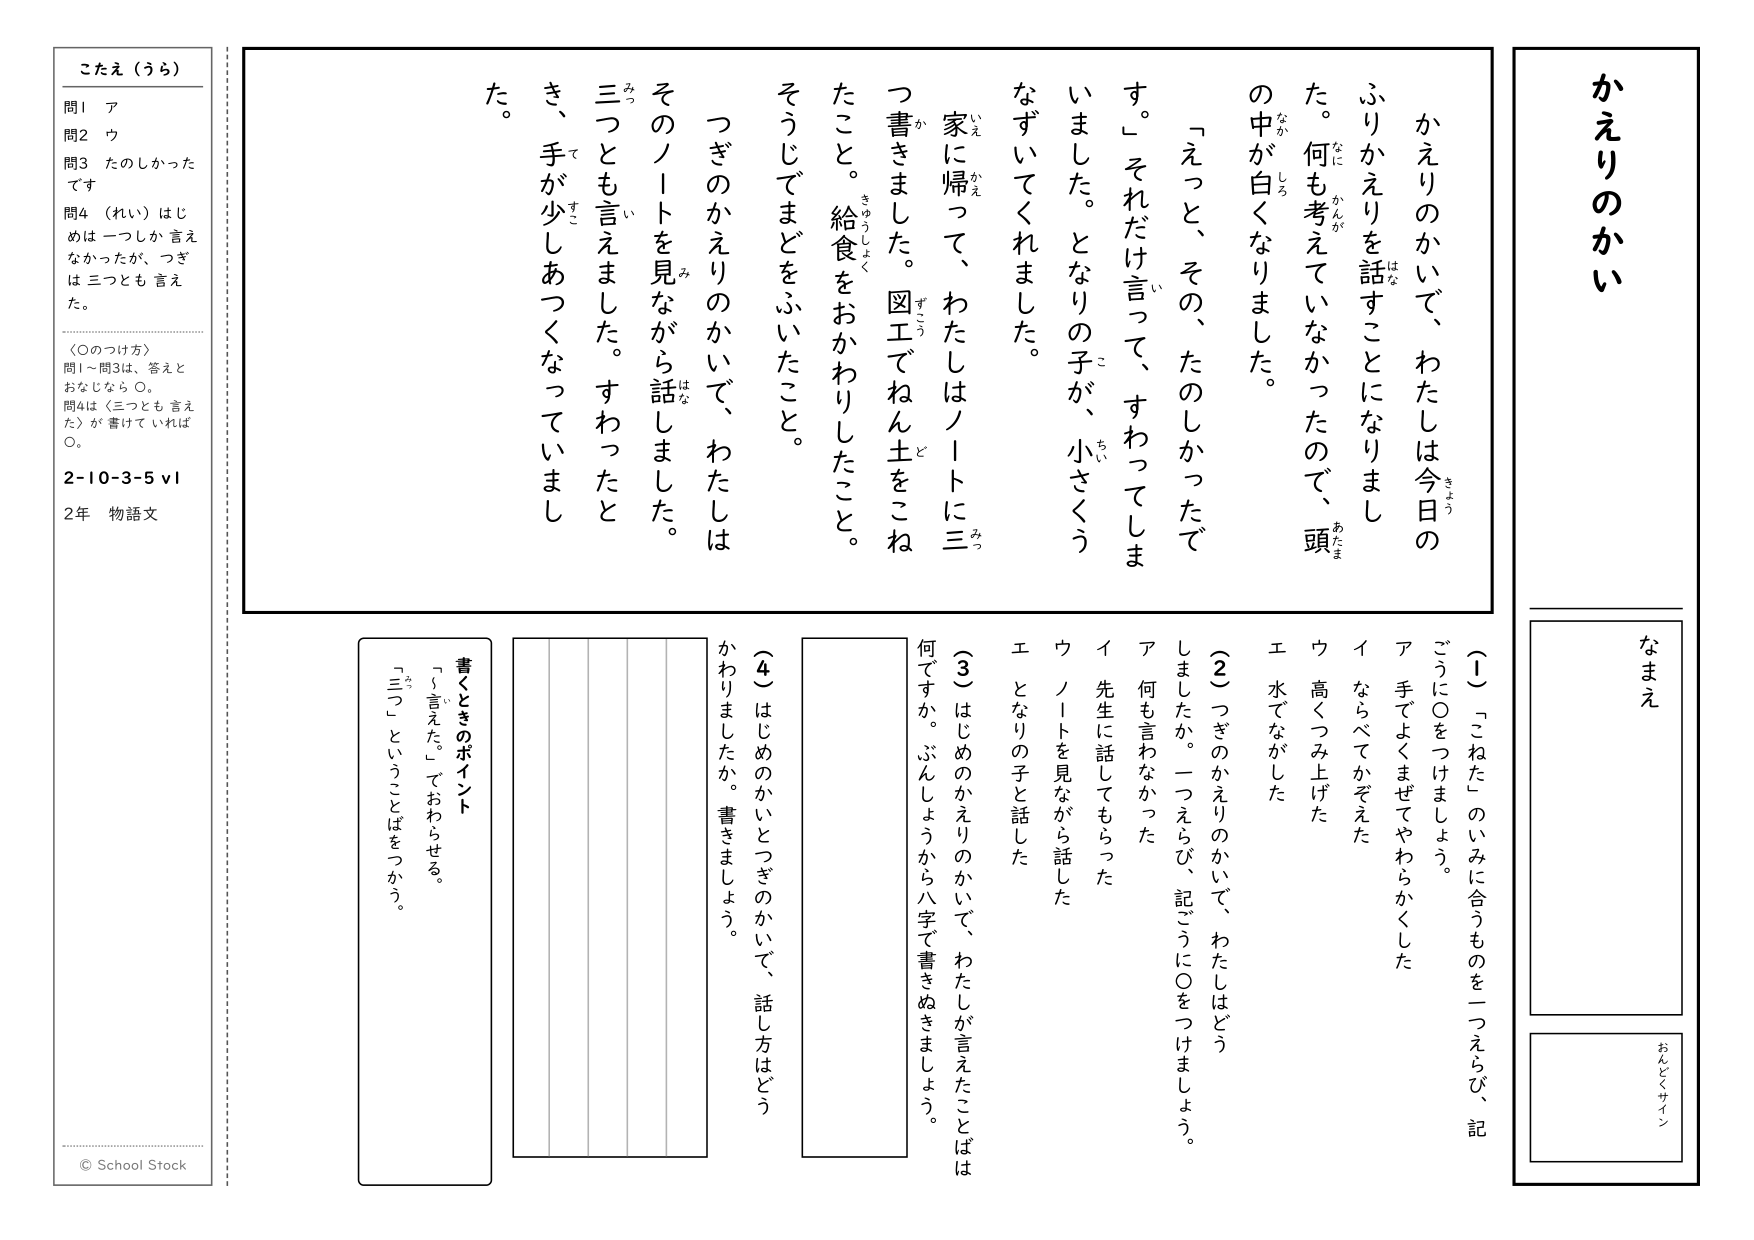 かえりのかい
なまえ
おんどくサイン
かえりのかいで、わたしは今日の
ふりかえりを話すことになりまし
た。何も考えていなかったので、頭
の中が白くなりました。
「えっと、その、たのしかったで
す。」それだけ言って、すわってしま
いました。となりの子が、小さくう
なずいてくれました。
家に帰って、わたしはノートに三
つ書きました。図工でねん土をこね
たこと。給食をおかわりしたこと。
そうじでまどをふいたこと。
つぎのかえりのかいで、わたしは
そのノートを見ながら話しました。
三つとも言えました。すわったと
き、手が少しあつくなっていまし
た。
(1)「こねた」のいみに合うものを一つえらび、記
ごうに〇をつけましょう。
ア 手でよくまぜてやわらかくした
イ ならべてかぞえた
ウ 高くつみ上げた
エ 水でながした
(2)つぎのかえりのかいで、わたしはどう
しましたか。一つえらび、記ごうに〇をつけましょう。
ア 何も言わなかった
イ 先生に話してもらった
ウ ノートを見ながら話した
エ となりの子と話した
(3)はじめのかえりのかいで、わたしが言えたことばは
何ですか。ぶんしょうから八字で書きぬきましょう。
(4)はじめのかいとつぎのかいで、話し方はどう
かわりましたか。書きましょう。
書くときのポイント
「〜言えた。」でおわらせる。
「三つ」ということばをつかう。
こたえ（うら）
問1 ア
問2 ウ
問3 たのしかった
です
問4 （れい）はじ
めは 一つしか 言え
なかったが、つぎ
は 三つとも 言え
た。
〈〇のつけ方〉
問1〜問3は、答えと
おなじなら 〇。
問4は〈三つとも 言え
た〉が 書けて いれば
〇。
2-10-3-5 v1
2年 物語文
© School Stock